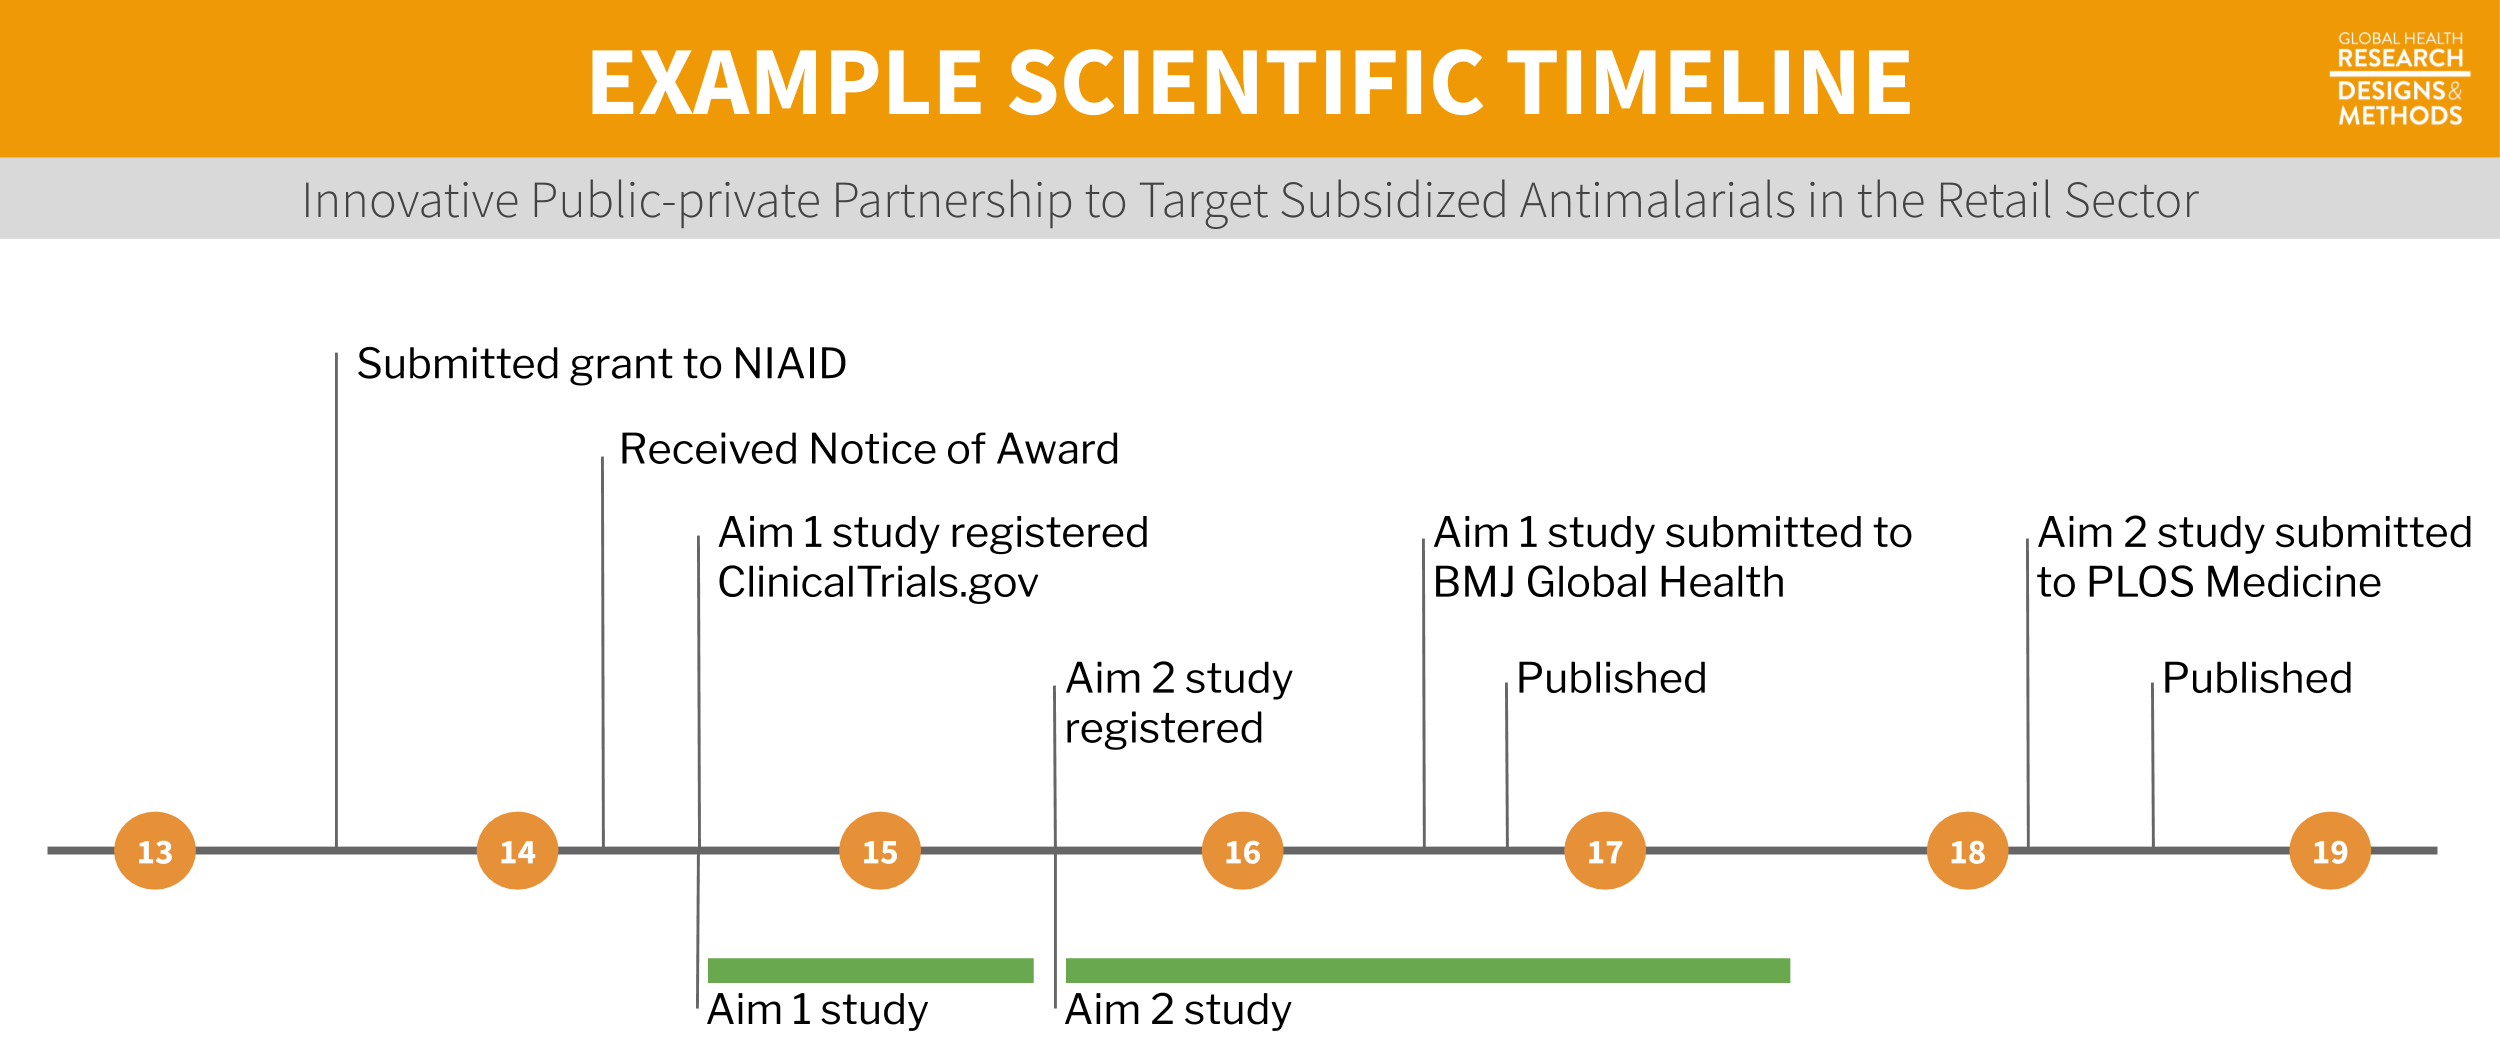 EXAMPLE SCIENTIFIC TIMELINE
GLOBAL HEALTH
RESEARCH
DESIGNS&
METHODS
Innovative Public-private Partnership to Target Subsidized Antimalarials in the Retail Sector
Submitted grant to NIAID
Received Notice of Award
Aim 1 study registered
ClinicalTrials.gov
Aim 2 study
registered
Aim 1 study submitted to
BMJ Global Health
Published
Aim 2 study submitted
to PLOS Medicine
Published
13
14
15
16
17
18
19
Aim 1 study
Aim 2 study